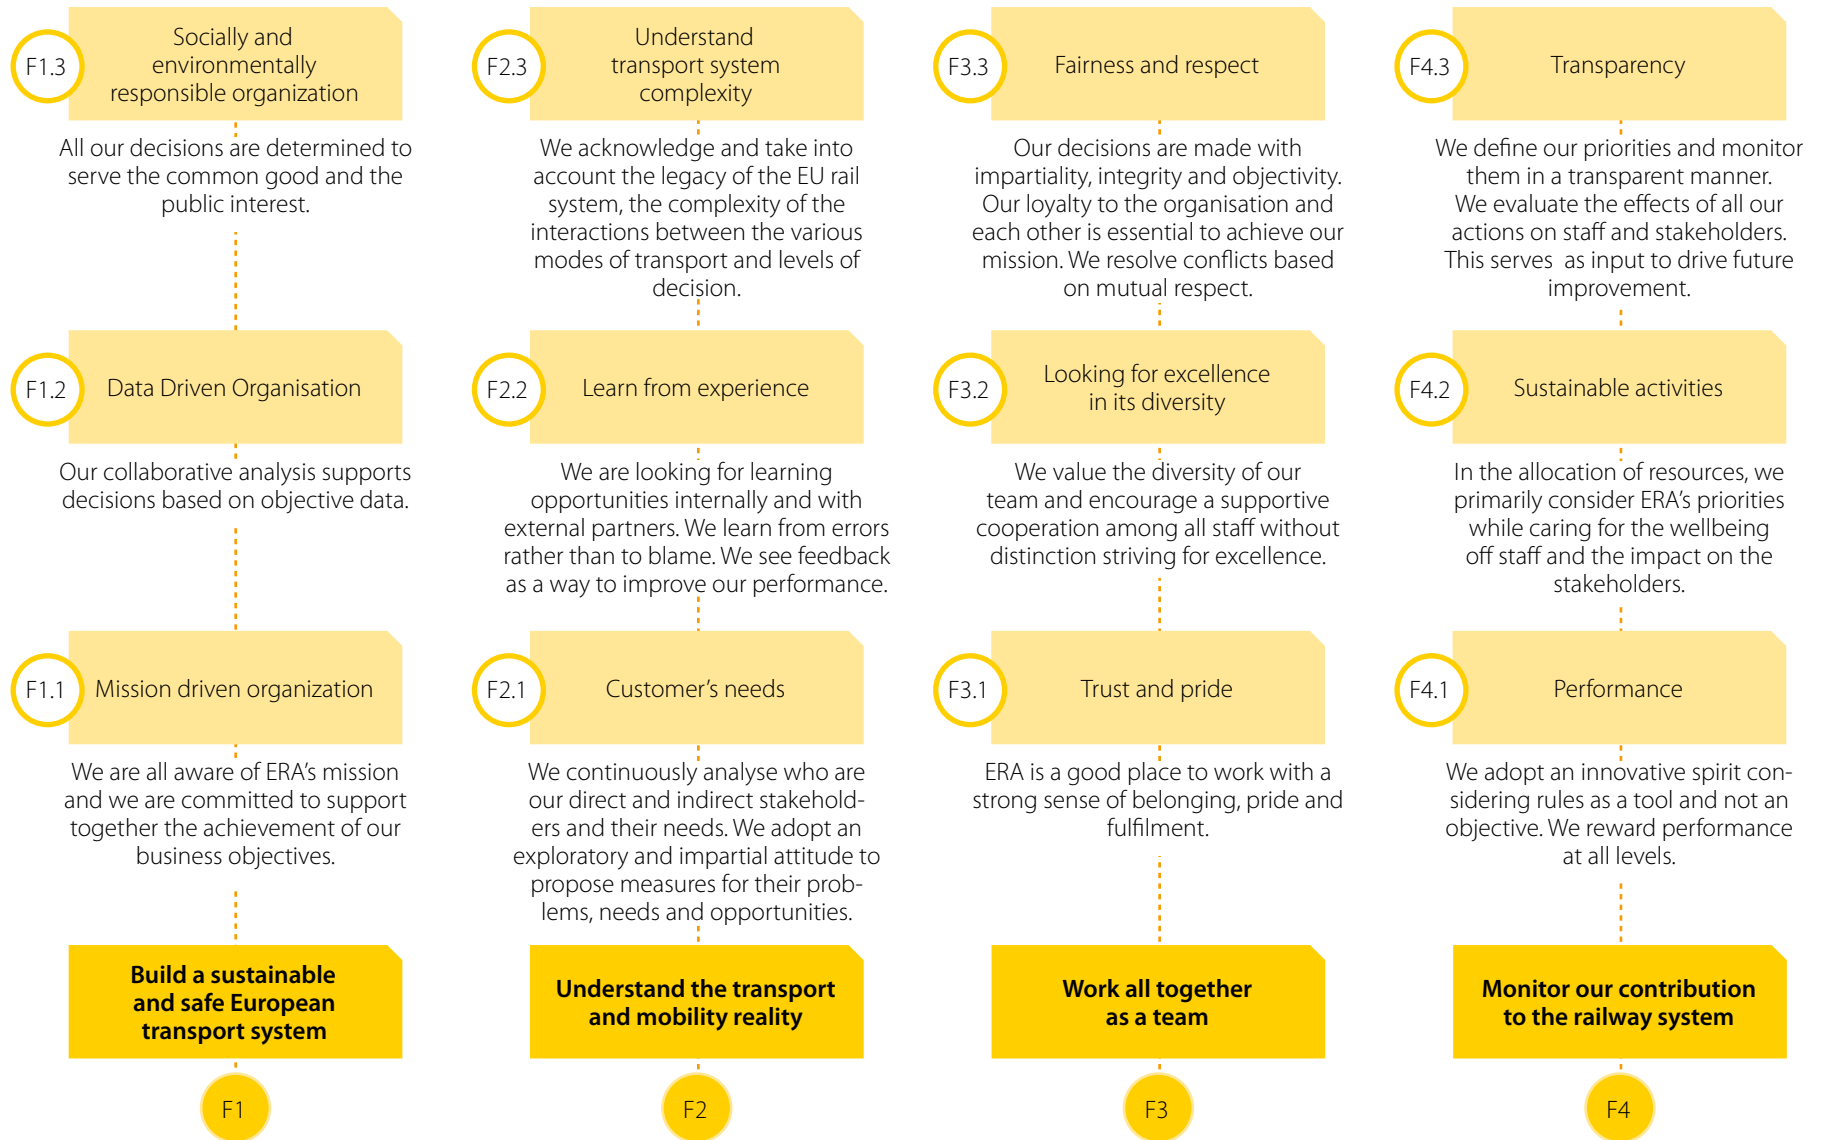 F1.3
Socially and
environmentally
responsible organization
All our decisions are determined to
serve the common good and the
public interest.
F1.2
Data Driven Organisation
Our collaborative analysis supports
decisions based on objective data.
F1.1
Mission driven organization
We are all aware of ERA’s mission
and we are committed to support
together the achievement of our
business objectives.
Build a sustainable
and safe European
transport system
F1
F2.3
Understand
transport system
complexity
We acknowledge and take into
account the legacy of the EU rail
system, the complexity of the
interactions between the various
modes of transport and levels of
decision.
F2.2
Learn from experience
We are looking for learning
opportunities internally and with
external partners. We learn from errors
rather than to blame. We see feedback
as a way to improve our performance.
F2.1
Customer’s needs
We continuously analyse who are
our direct and indirect stakehold-
ers and their needs. We adopt an
exploratory and impartial attitude to
propose measures for their prob-
lems, needs and opportunities.
Understand the transport
and mobility reality
F2
F3.3
Fairness and respect
Our decisions are made with
impartiality, integrity and objectivity.
Our loyalty to the organisation and
each other is essential to achieve our
mission. We resolve conflicts based
on mutual respect.
F3.2
Looking for excellence
in its diversity
We value the diversity of our
team and encourage a supportive
cooperation among all staff without
distinction striving for excellence.
F3.1
Trust and pride
ERA is a good place to work with a
strong sense of belonging, pride and
fulfilment.
Work all together
as a team
F3
F4.3
Transparency
We define our priorities and monitor
them in a transparent manner.
We evaluate the effects of all our
actions on staff and stakeholders.
This serves  as input to drive future
improvement.
F4.2
Sustainable activities
In the allocation of resources, we
primarily consider ERA’s priorities
while caring for the wellbeing
off staff and the impact on the
stakeholders.
F4.1
Performance
We adopt an innovative spirit con-
sidering rules as a tool and not an
objective. We reward performance
at all levels.
Monitor our contribution
to the railway system
F4